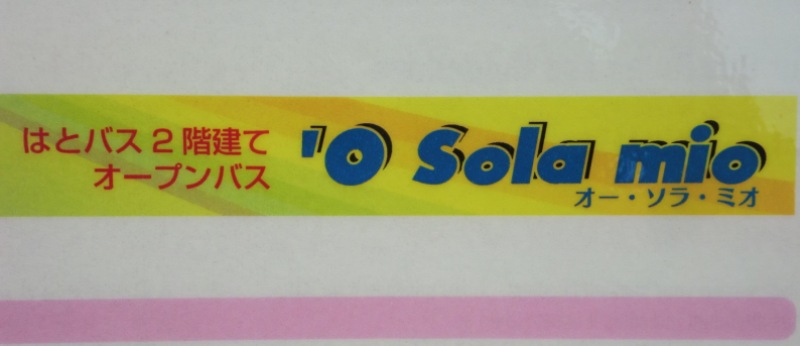 はとバス2階建て
オープンバス
'O Sola mio
オー・ソラ・ミオ